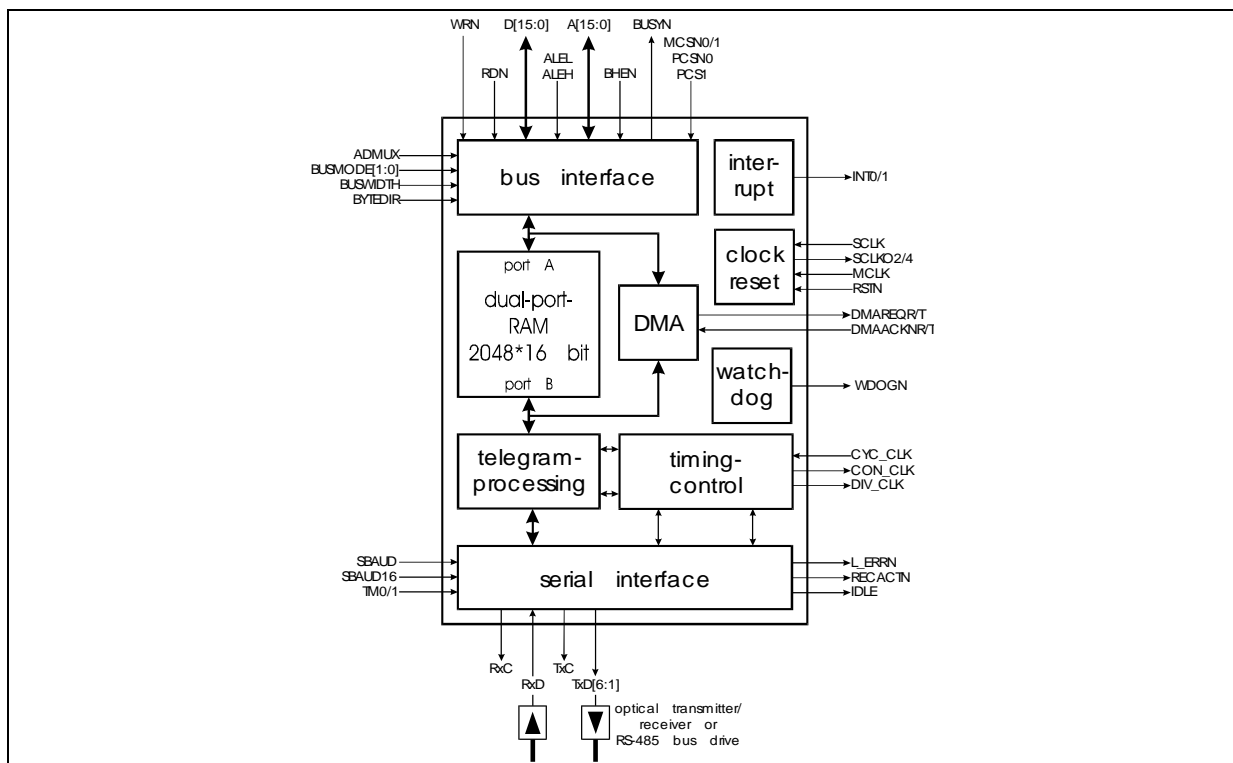 WRN
D[15:0]
A[15:0]
BUSYN
MCSN0/1
PCSN0
PCS1
RDN
ALEL
ALEH
BHEN
ADMUX
BUSMODE[1:0]
BUSWIDTH
BYTEDIR
bus interface
inter-
rupt
INT0/1
port A
dual-port-
RAM
2048*16 bit
port B
clock
reset
SCLK
SCLKO2/4
MCLK
RSTN
DMA
DMAREQR/T
DMAACKNR/T
watch-
dog
WDOGN
telegram-
processing
timing-
control
CYC_CLK
CON_CLK
DIV_CLK
SBAUD
SBAUD16
TM0/1
serial interface
L_ERRN
RECACTN
IDLE
RxC
RxD
TxC
TxD[6:1]
optical transmitter/
receiver or
RS-485 bus drive